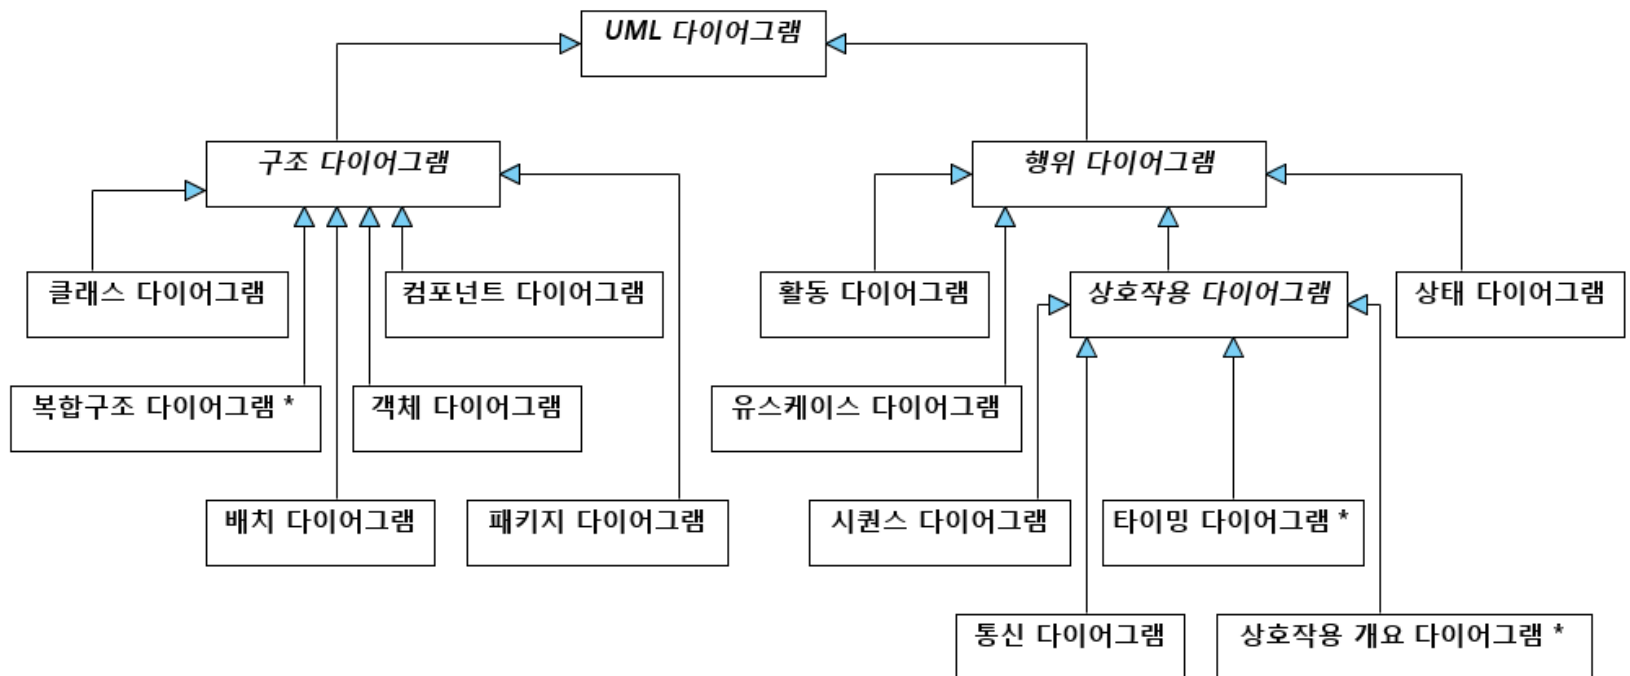 UML 다이어그램
구조 다이어그램
행위 다이어그램
클래스 다이어그램
컴포넌트 다이어그램
활동 다이어그램
상호작용 다이어그램
상태 다이어그램
복합구조 다이어그램 *
객체 다이어그램
유스케이스 다이어그램
배치 다이어그램
패키지 다이어그램
시퀀스 다이어그램
타이밍 다이어그램 *
통신 다이어그램
상호작용 개요 다이어그램 *